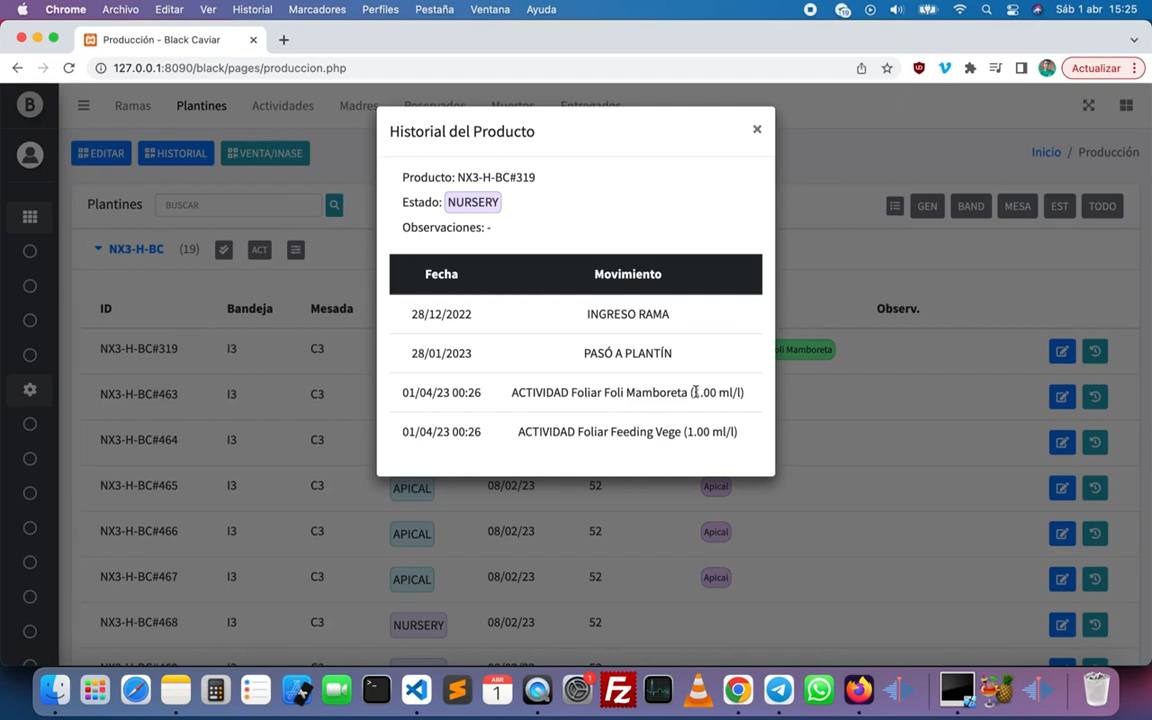 Chrome Archivo Editar Ver Historial Marcadores Perfiles Pestaña Ventana Ayuda Sáb 1 abr 15:25
Producción - Black Caviar
127.0.0.1:8090/black/pages/produccion.php Actualizar
B Ramas Plantines Actividades Madres Reservados Muertos Entregados
EDITAR HISTORIAL VENTA/INASE Inicio / Producción
Plantines BUSCAR GEN BAND MESA EST TODO
NX3-H-BC (19) ACT
ID Bandeja Mesada Observ.
NX3-H-BC#319 I3 C3 Mamboreta
NX3-H-BC#463 I3 C3
NX3-H-BC#464 I3 C3
NX3-H-BC#465 I3 C3 APICAL 08/02/23 52 Apical
NX3-H-BC#466 I3 C3 APICAL 08/02/23 52 Apical
NX3-H-BC#467 I3 C3 APICAL 08/02/23 52 Apical
NX3-H-BC#468 I3 C3 NURSERY 08/02/23 52
Historial del Producto
Producto: NX3-H-BC#319
Estado: NURSERY
Observaciones: -
Fecha Movimiento
28/12/2022 INGRESO RAMA
28/01/2023 PASÓ A PLANTÍN
01/04/23 00:26 ACTIVIDAD Foliar Foli Mamboreta ml/l)
01/04/23 00:26 ACTIVIDAD Foliar Feeding Vege (1.00 ml/l)
ABR
1
1
Fz